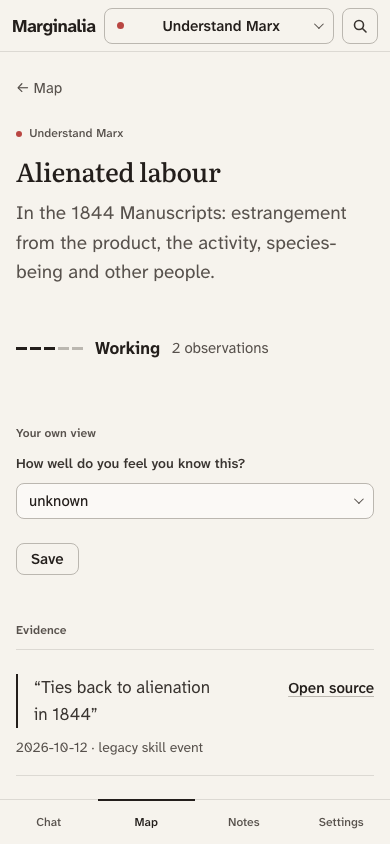 Marginalia
Understand Marx
← Map
Understand Marx
Alienated labour
In the 1844 Manuscripts: estrangement
from the product, the activity, species-
being and other people.
Working 2 observations
Your own view
How well do you feel you know this?
unknown
Save
Evidence
“Ties back to alienation
in 1844”
Open source
2026-10-12 · legacy skill event
Chat
Map
Notes
Settings